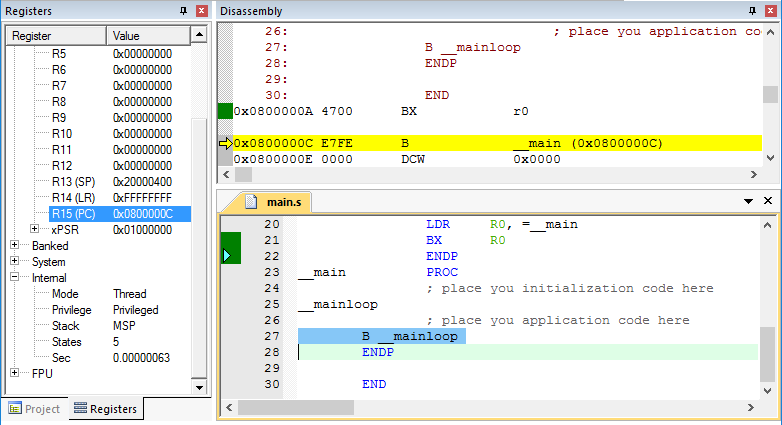 Registers
Register Value
R5 0x00000000
R6 0x00000000
R7 0x00000000
R8 0x00000000
R9 0x00000000
R10 0x00000000
R11 0x00000000
R12 0x00000000
R13 (SP) 0x20000400
R14 (LR) 0xFFFFFFFF
R15 (PC) 0x0800000C
xPSR 0x01000000
Banked
System
Internal
Mode Thread
Privilege Privileged
Stack MSP
States 5
Sec 0.00000063
FPU
Project Registers
Disassembly
26: ; place you application co
27: B __mainloop
28: ENDP
29:
30: END
0x0800000A 4700 BX r0
0x0800000C E7FE B __main (0x0800000C)
0x0800000E 0000 DCW 0x0000
main.s
20 LDR R0, =__main
21 BX R0
22 ENDP
23 __main PROC
24 ; place you initialization code here
25 __mainloop
26 ; place you application code here
27 B __mainloop
28 ENDP
29
30 END